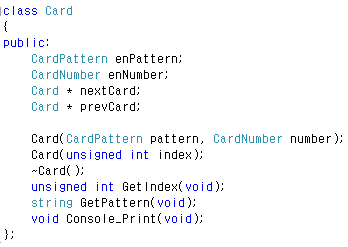 class Card
{
public:
CardPattern enPattern;
CardNumber enNumber;
Card * nextCard;
Card * prevCard;
Card(CardPattern pattern, CardNumber number);
Card(unsigned int index);
~Card();
unsigned int GetIndex(void);
string GetPattern(void);
void Console_Print(void);
};